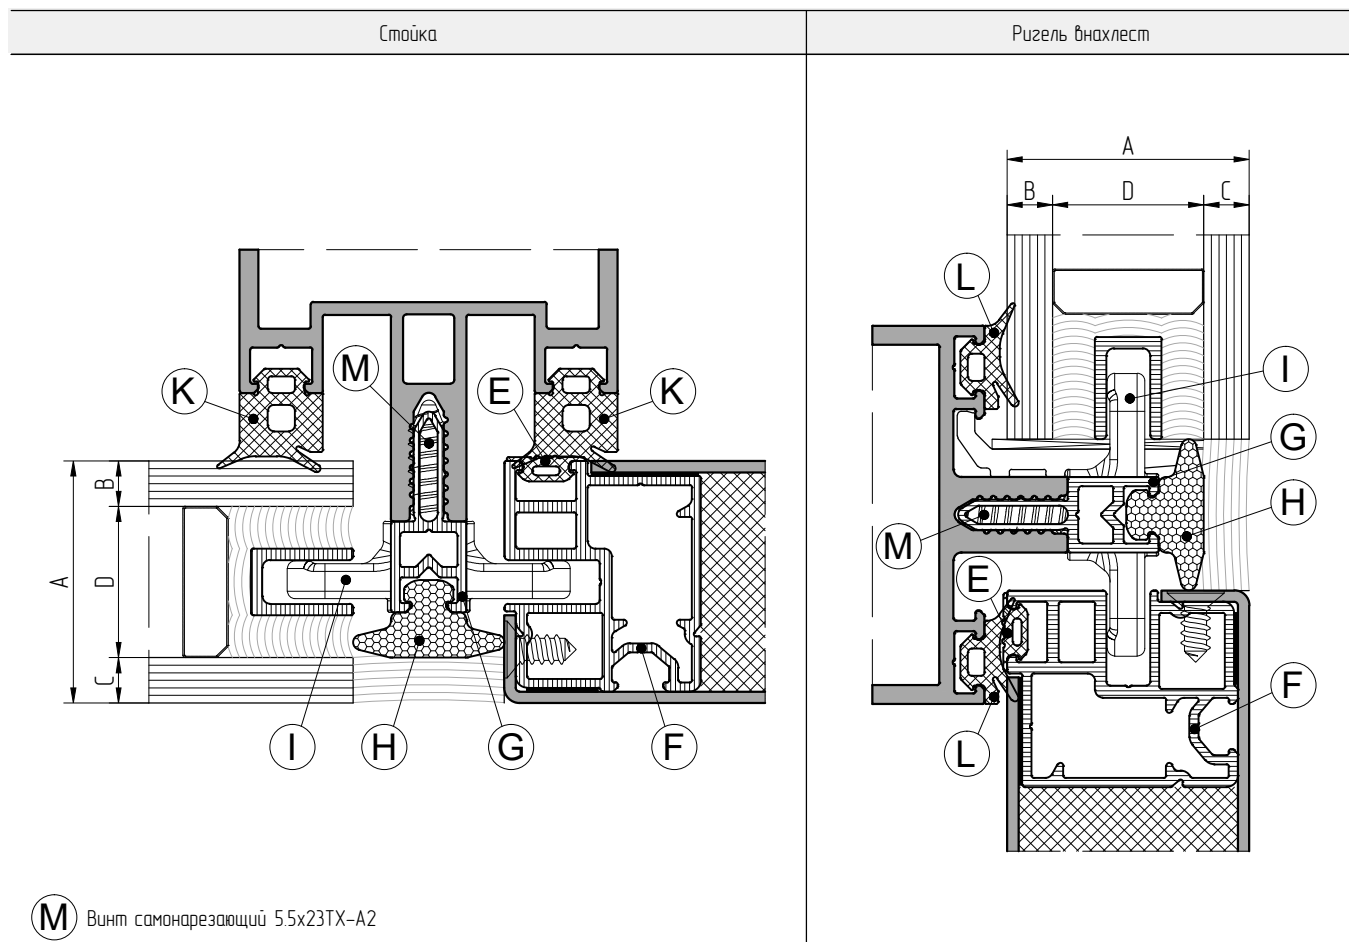 Стойка
Ригель внахлест
A
B
D
C
L
K
M
E
K
I
G
H
M
E
B
D
A
C
I
H
G
F
L
F
M Винт самонарезающий 5.5x23TX-A2